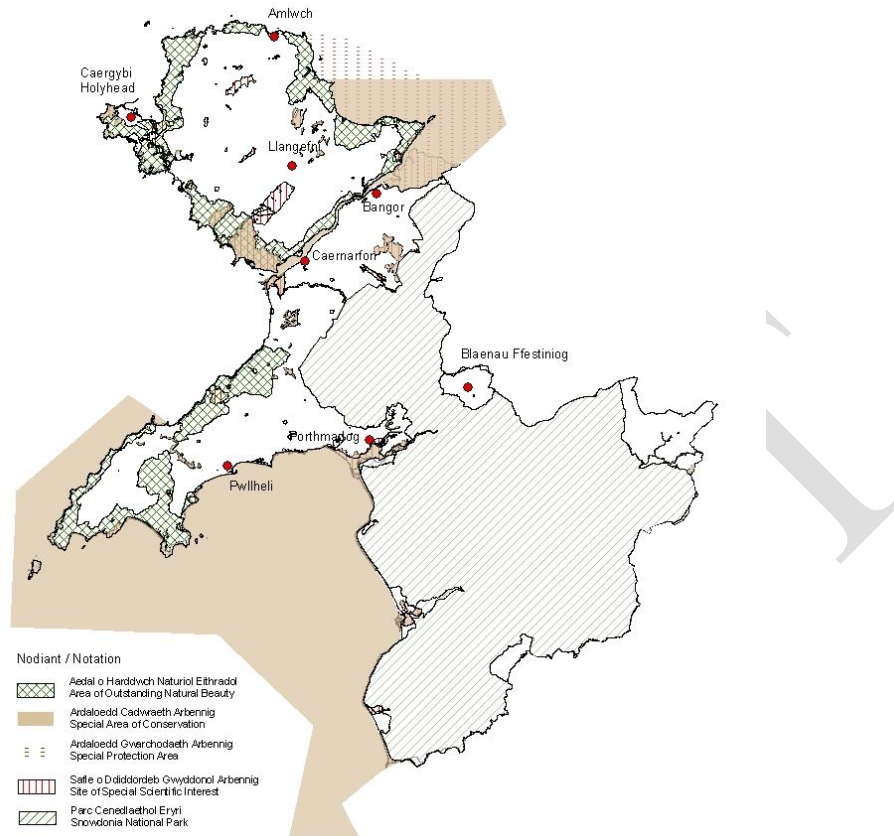 Amlwch
Caergybi
Holyhead
Llangefni
Bangor
Caernarfon
Blaenau Ffestiniog
Porthmadog
Pwllheli
Nodiant / Notation
Aedal o Harddwch Naturiol Eithradol
Area of Outstanding Natural Beauty
Ardaloedd Cadwraeth Arbennig
Special Area of Conservation
Ardaloedd Gwarchodaeth Arbennig
Special Protection Area
Safle o Ddiddordeb Gwyddonol Arbennig
Site of Special Scientific Interest
Parc Cenedlaethol Eryri
Snowdonia National Park